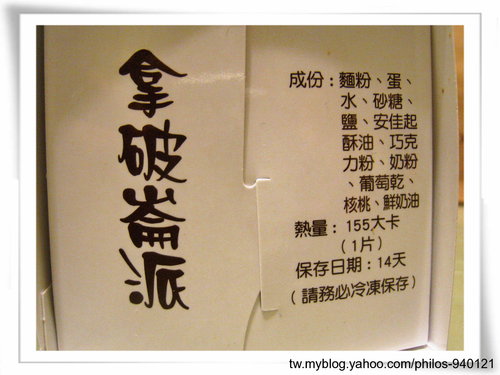 拿破崙派
成份：麵粉、蛋、
水、砂糖、
鹽、安佳起
酥油、巧克
力粉、奶粉
、葡萄乾、
核桃、鮮奶油
熱量：155大卡
（1片）
保存日期：14天
（請務必冷凍保存）
tw.myblog.yahoo.com/philos-940121